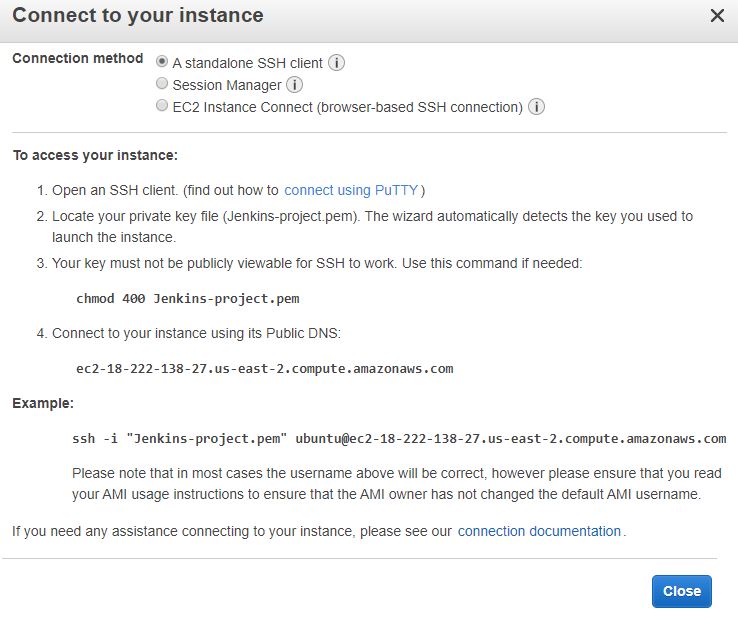 Connect to your instance
Connection method
A standalone SSH client
Session Manager
EC2 Instance Connect (browser-based SSH connection)
To access your instance:
1. Open an SSH client. (find out how to connect using PuTTY )
2. Locate your private key file (Jenkins-project.pem). The wizard automatically detects the key you used to
launch the instance.
3. Your key must not be publicly viewable for SSH to work. Use this command if needed:
chmod 400 Jenkins-project.pem
4. Connect to your instance using its Public DNS:
ec2-18-222-138-27.us-east-2.compute.amazonaws.com
Example:
ssh -i "Jenkins-project.pem" ubuntu@ec2-18-222-138-27.us-east-2.compute.amazonaws.com
Please note that in most cases the username above will be correct, however please ensure that you read
your AMI usage instructions to ensure that the AMI owner has not changed the default AMI username.
If you need any assistance connecting to your instance, please see our connection documentation.
Close